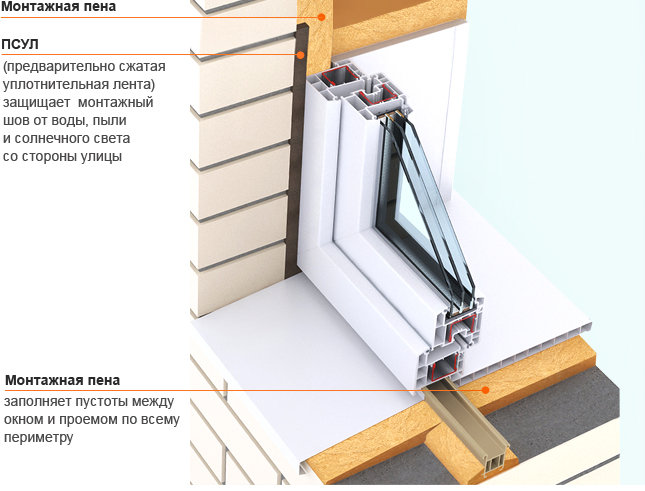 Монтажная пена
ПСУЛ
(предварительно сжатая
уплотнительная лента)
защищает монтажный
шов от воды, пыли
и солнечного света
со стороны улицы
Монтажная пена
заполняет пустоты между
окном и проемом по всему
периметру